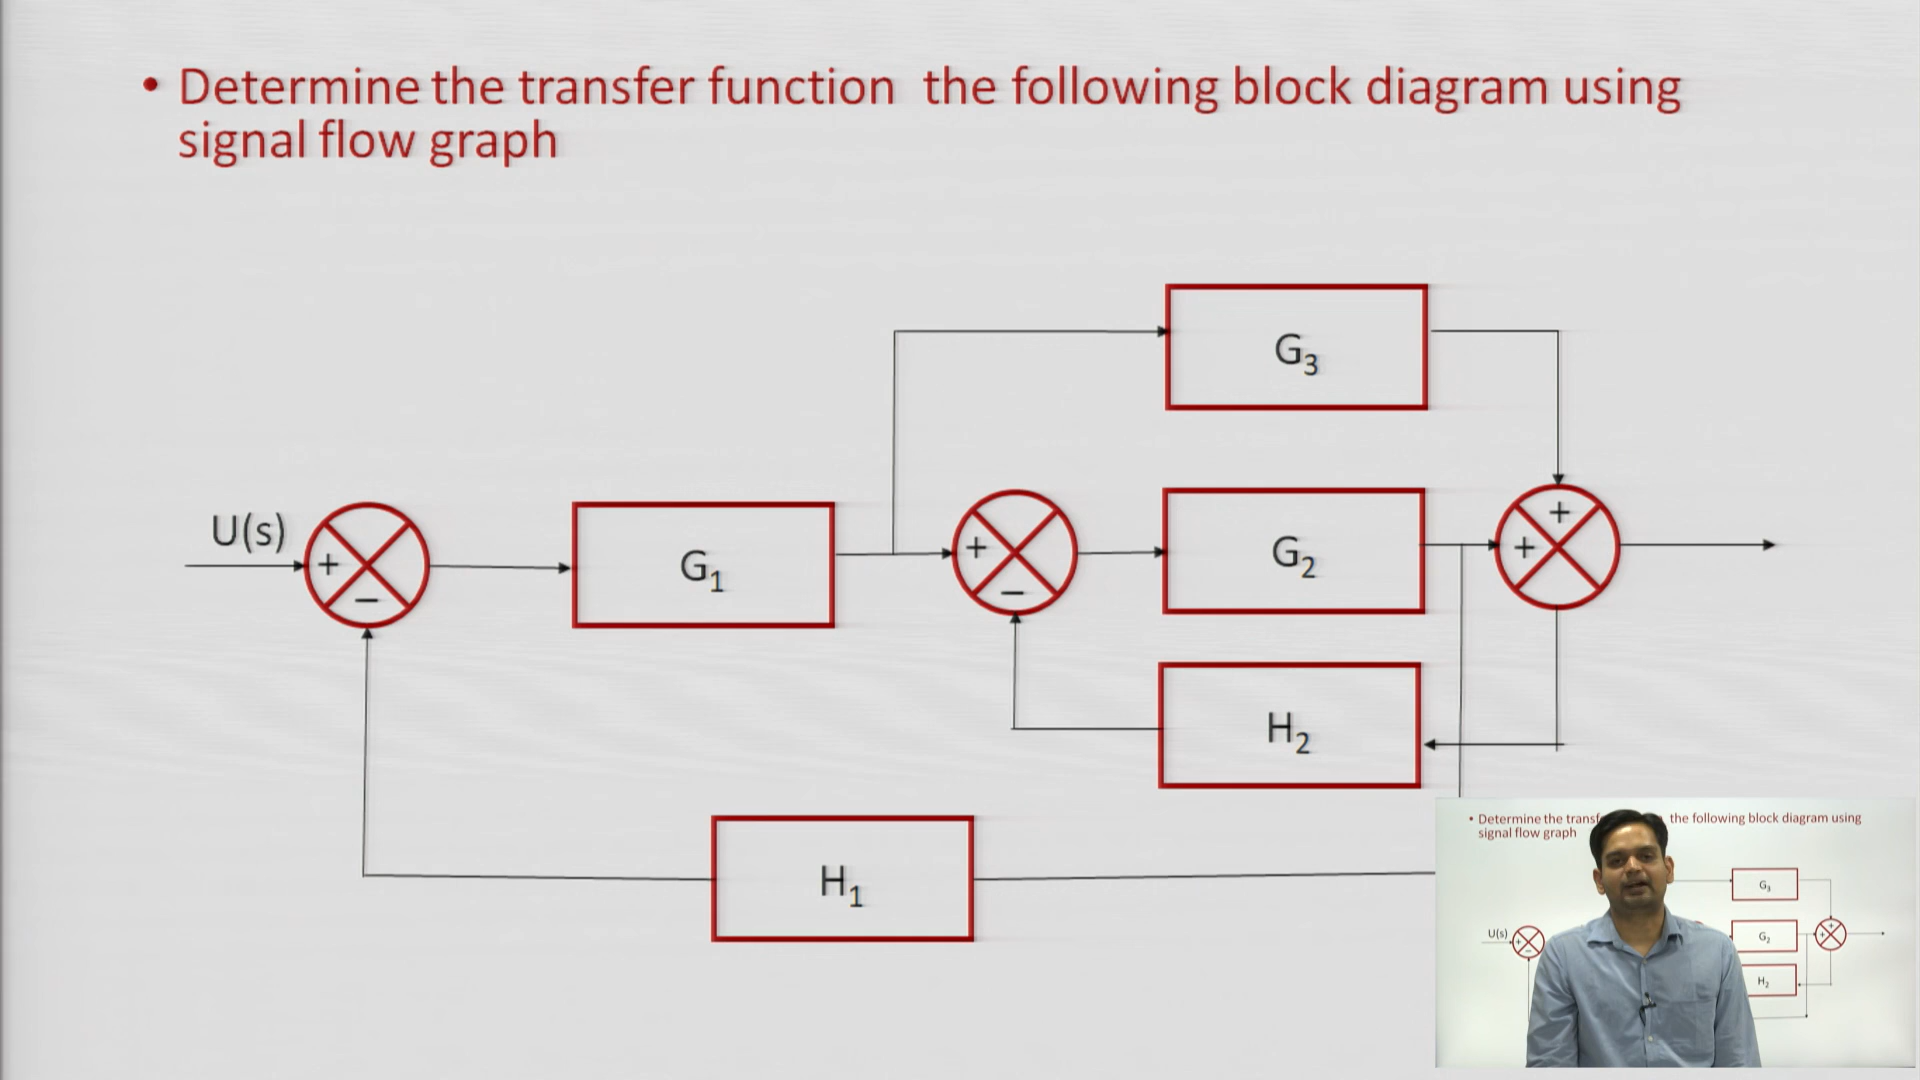 • Determine the transfer function the following block diagram using
signal flow graph
G₃
U(s)
+
−
G₁
+
−
G₂
+
+
H₂
H₁
• Determine the transf the following block diagram using
signal flow graph
G₃
U(s)
G₂
H₂